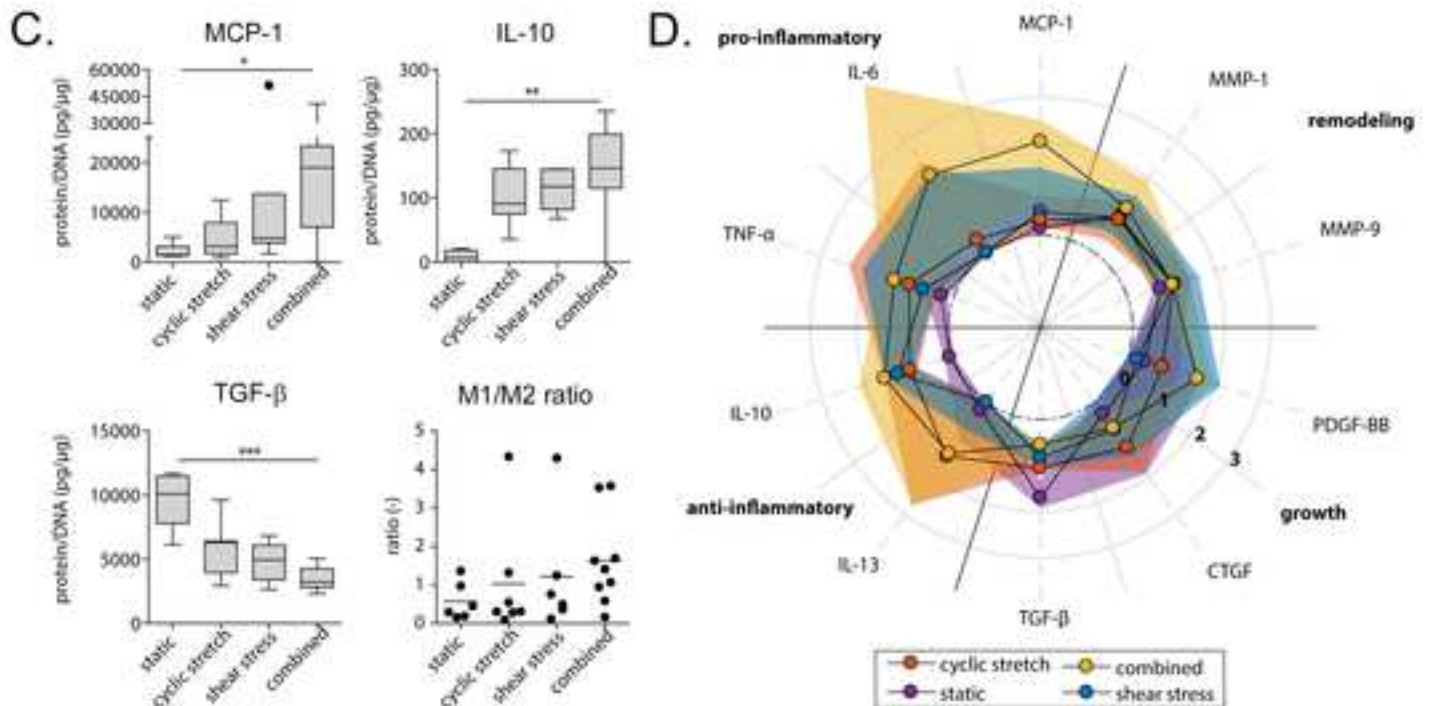 C.
MCP-1
protein/DNA (pg/µg)
60000
45000
30000
20000
10000
0
*
static
cyclic stretch
shear stress
combined
IL-10
protein/DNA (pg/µg)
300
200
100
0
**
static
cyclic stretch
shear stress
combined
TGF-β
protein/DNA (pg/µg)
15000
10000
5000
0
***
static
cyclic stretch
shear stress
combined
M1/M2 ratio
ratio (-)
5
4
3
2
1
0
static
cyclic stretch
shear stress
combined
D.
pro-inflammatory
MCP-1
IL-6
MMP-1
remodeling
TNF-α
MMP-9
IL-10
PDGF-BB
0
1
2
3
anti-inflammatory
growth
IL-13
CTGF
TGF-β
cyclic stretch
combined
static
shear stress